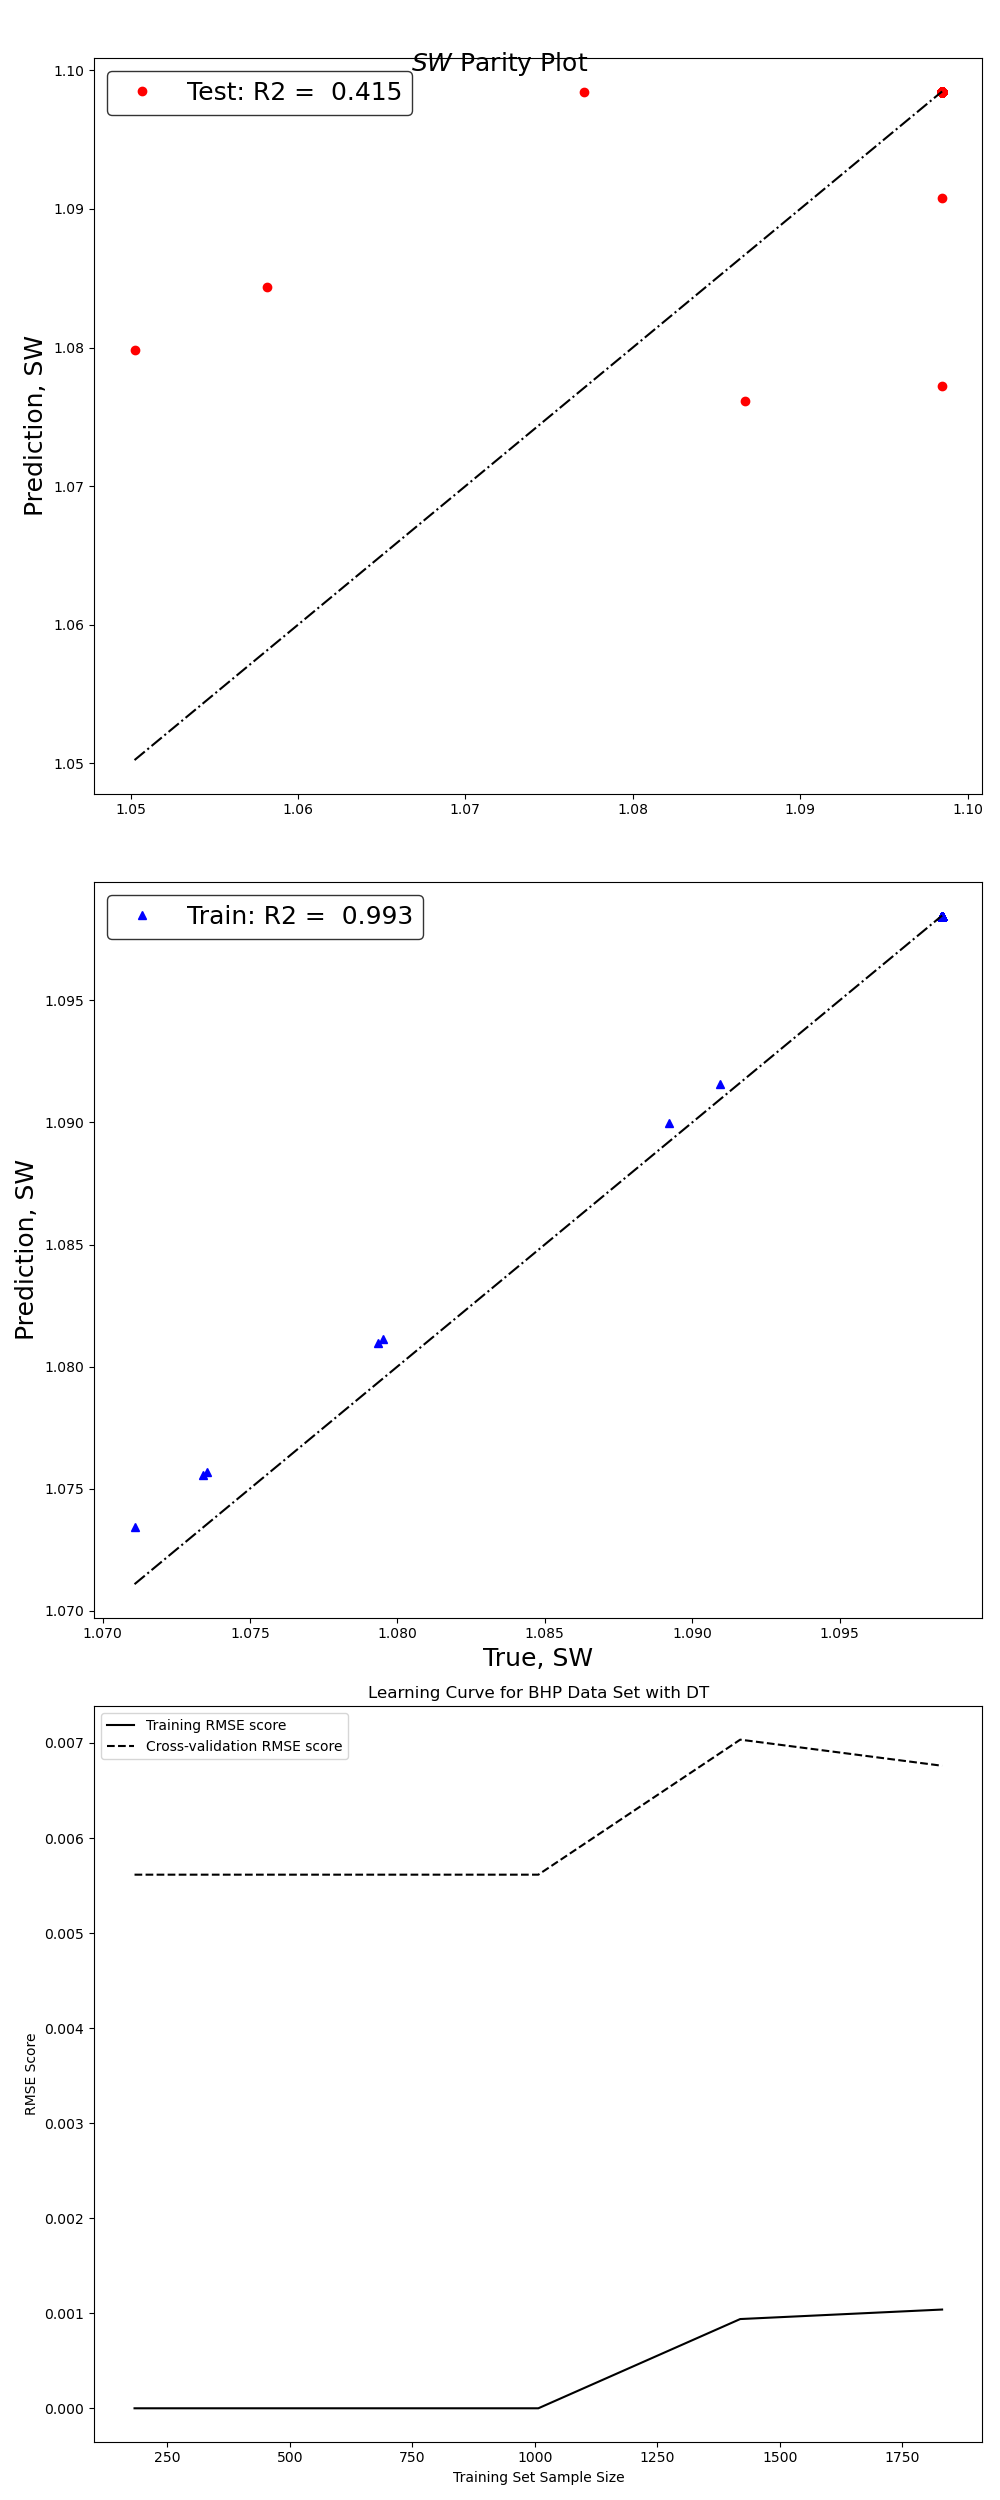 SW Parity Plot
Test: R2 = 0.415
1.10
1.09
1.08
1.07
1.06
1.05
Prediction, SW
1.05 1.06 1.07 1.08 1.09 1.10
Train: R2 = 0.993
1.095
1.090
1.085
1.080
1.075
1.070
Prediction, SW
1.070 1.075 1.080 1.085 1.090 1.095
True, SW
Learning Curve for BHP Data Set with DT
Training RMSE score
Cross-validation RMSE score
0.007
0.006
0.005
0.004
0.003
0.002
0.001
0.000
RMSE Score
250 500 750 1000 1250 1500 1750
Training Set Sample Size